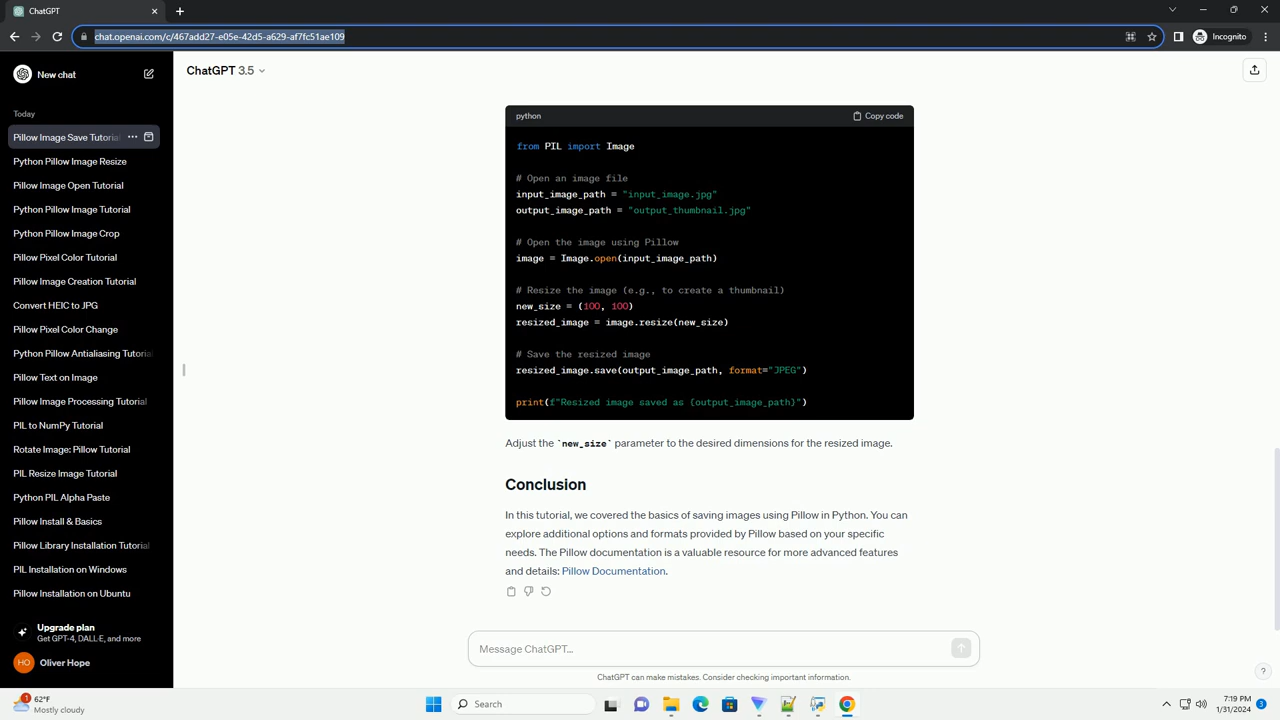 ChatGPT
chat.openai.com/c/467add27-e05e-42d5-a629-af7fc51ae109
Incognito
New chat
ChatGPT 3.5
Today
Pillow Image Save Tutorial
Python Pillow Image Resize
Pillow Image Open Tutorial
Python Pillow Image Tutorial
Python Pillow Image Crop
Pillow Pixel Color Tutorial
Pillow Image Creation Tutorial
Convert HEIC to JPG
Pillow Pixel Color Change
Python Pillow Antialiasing Tutoria
Pillow Text on Image
Pillow Image Processing Tutorial
PIL to NumPy Tutorial
Rotate Image: Pillow Tutorial
PIL Resize Image Tutorial
Python PIL Alpha Paste
Pillow Install & Basics
Pillow Library Installation Tutorial
PIL Installation on Windows
Pillow Installation on Ubuntu
Upgrade plan
Get GPT-4, DALL·E, and more
HO Oliver Hope
python Copy code
from PIL import Image
# Open an image file
input_image_path = "input_image.jpg"
output_image_path = "output_thumbnail.jpg"
# Open the image using Pillow
image = Image.open(input_image_path)
# Resize the image (e.g., to create a thumbnail)
new_size = (100, 100)
resized_image = image.resize(new_size)
# Save the resized image
resized_image.save(output_image_path, format="JPEG")
print(f"Resized image saved as {output_image_path}")
Adjust the `new_size` parameter to the desired dimensions for the resized image.
Conclusion
In this tutorial, we covered the basics of saving images using Pillow in Python. You can
explore additional options and formats provided by Pillow based on your specific
needs. The Pillow documentation is a valuable resource for more advanced features
and details: Pillow Documentation.
Message ChatGPT...
ChatGPT can make mistakes. Consider checking important information.
?
1
62°F
Mostly cloudy
Search
7:19 PM
1/31/2024
3